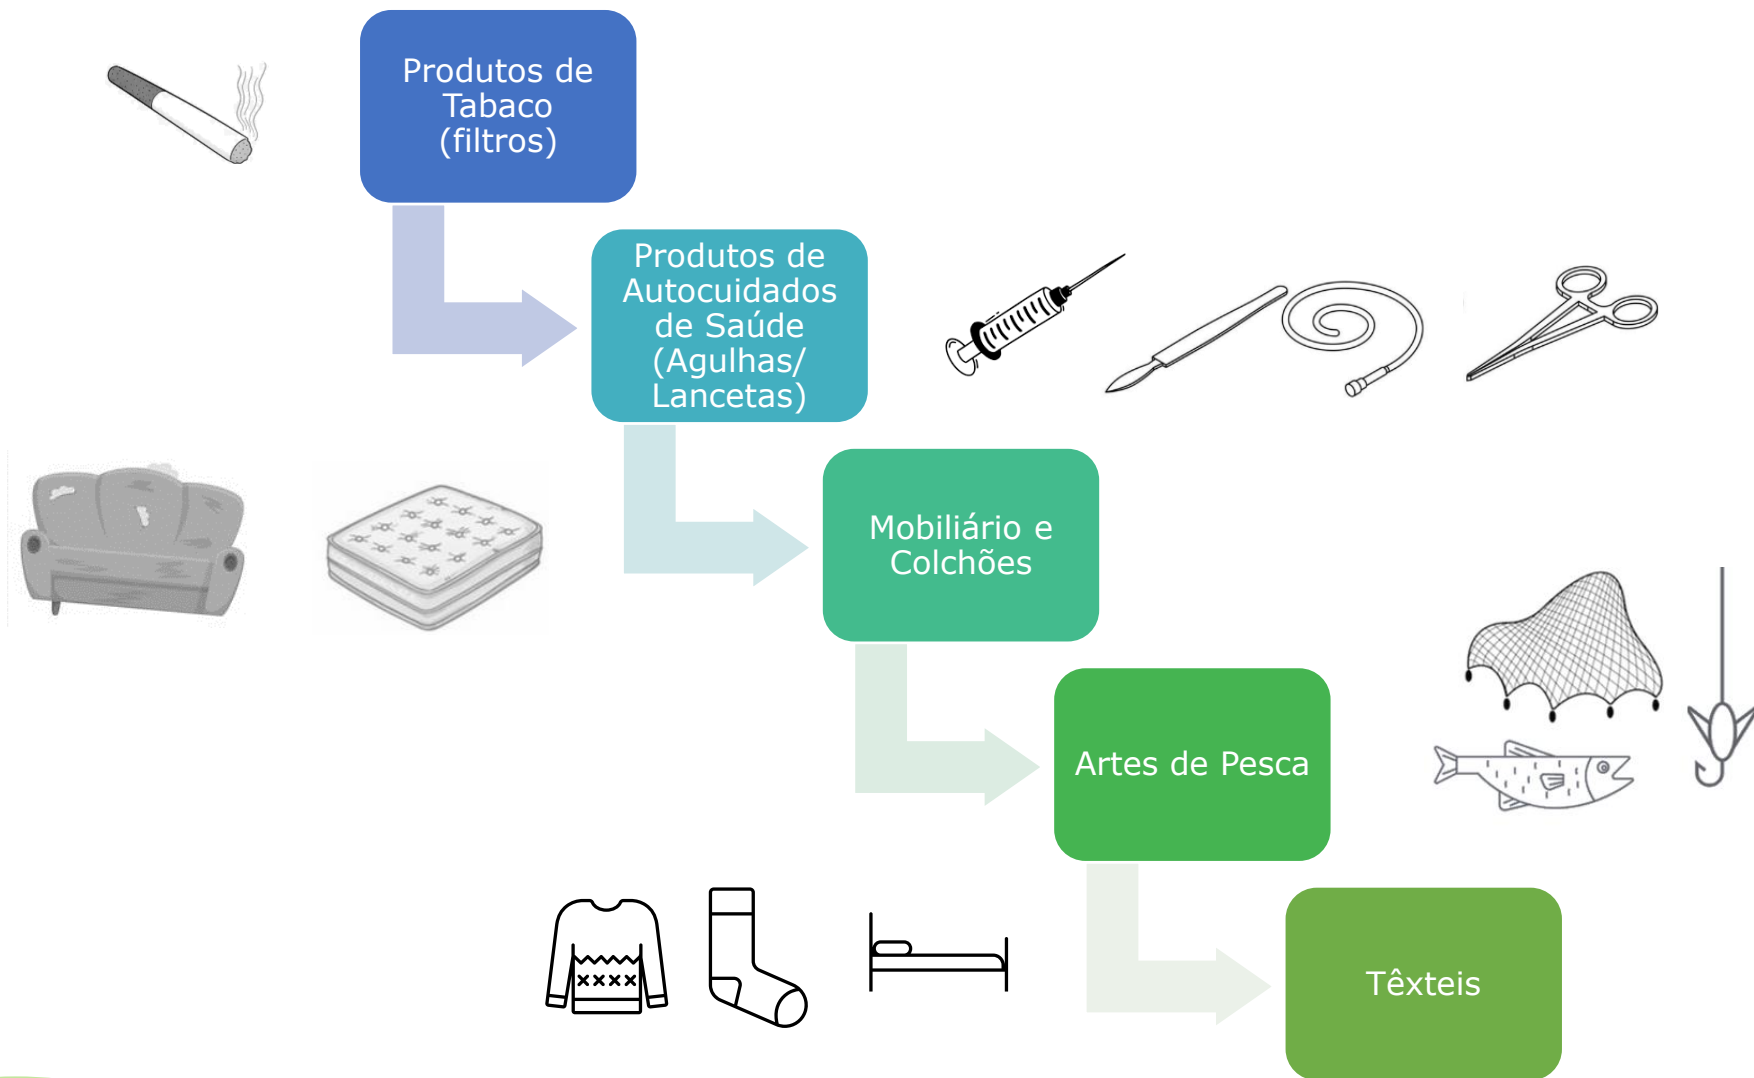 Produtos de
Tabaco
(filtros)
Produtos de
Autocuidados
de Saúde
(Agulhas/
Lancetas)
Mobiliário e
Colchões
Artes de Pesca
Têxteis